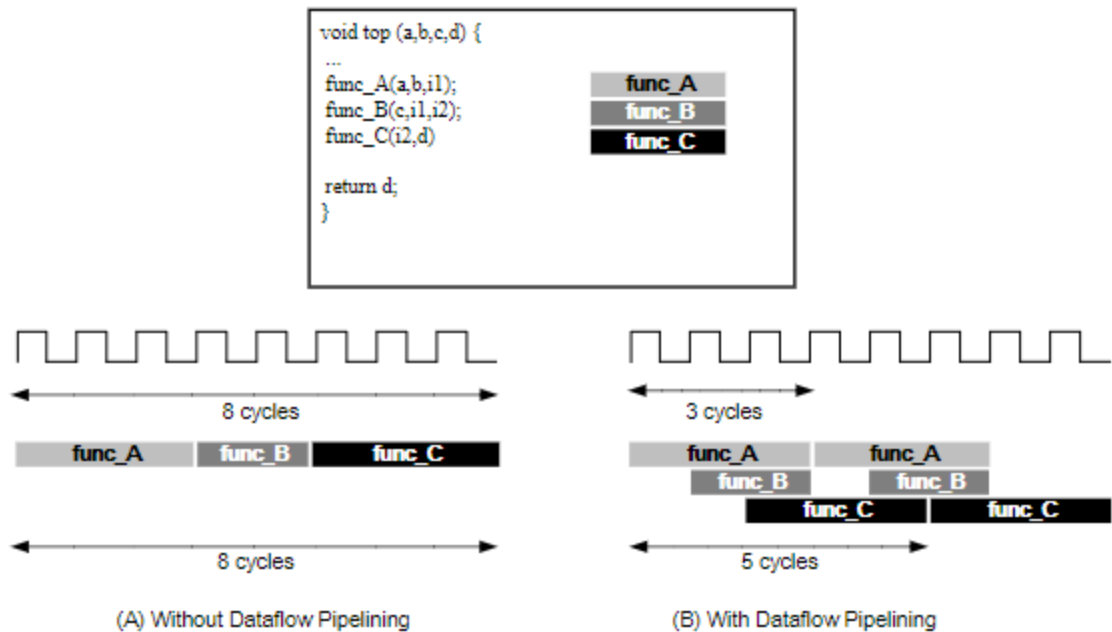 void top (a,b,c,d) {
...
func_A(a,b,i1);
func_B(c,i1,i2);
func_C(i2,d)
return d;
}
func_A
func_B
func_C
8 cycles
func_A func_B func_C
8 cycles
(A) Without Dataflow Pipelining
3 cycles
func_A func_A
func_B func_B
func_C func_C
5 cycles
(B) With Dataflow Pipelining